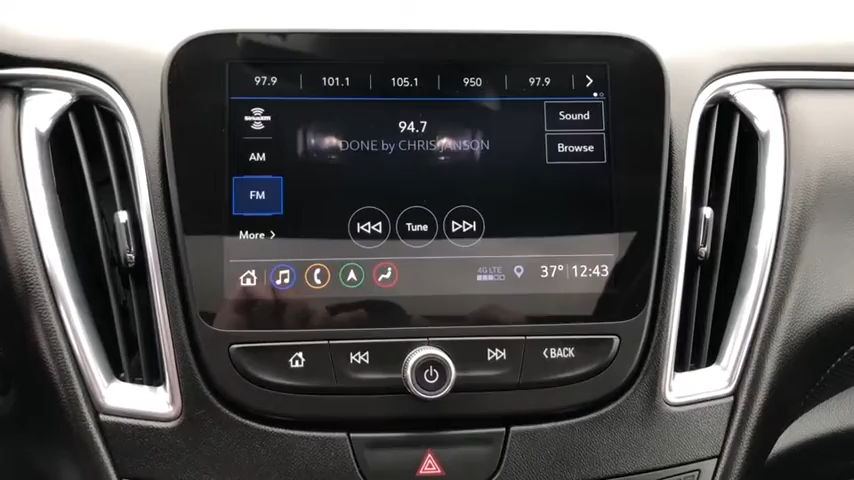 97.9 101.1 105.1 950 97.9
SiriusXM
AM
FM
More
94.7
DONE by CHRIS JANSON
Sound
Browse
Tune
4G LTE
37° 12:43
BACK